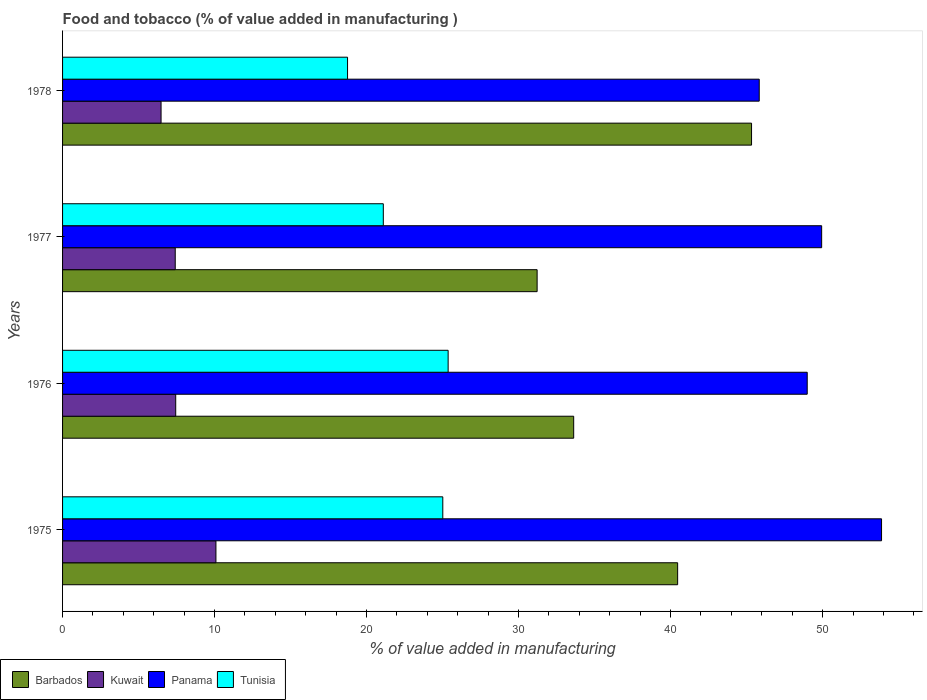 Food and tobacco (% of value added in manufacturing )
1978
1977
1976
1975
Years
0 10 20 30 40 50
% of value added in manufacturing
Barbados Kuwait Panama Tunisia